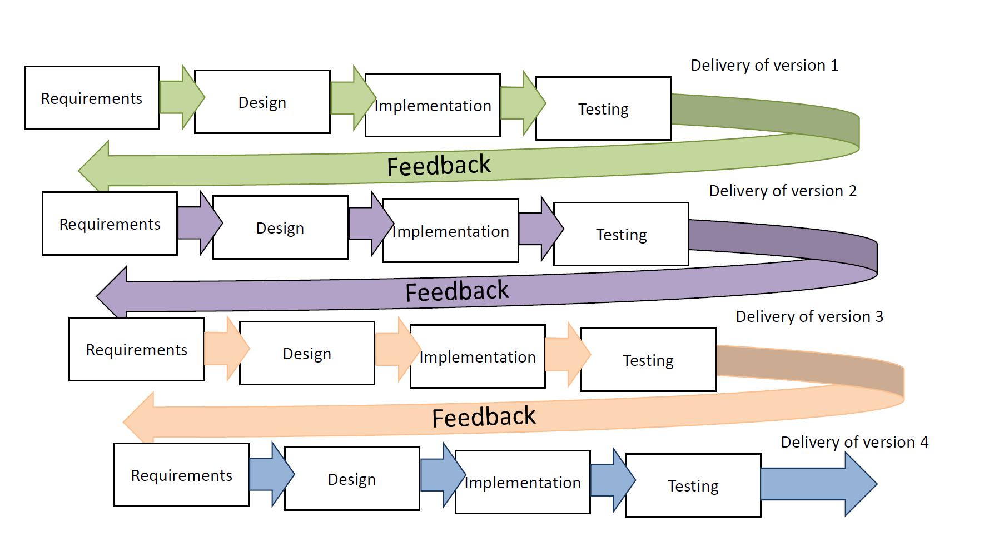 Delivery of version 1
Requirements
Design
Implementation
Testing
Feedback
Delivery of version 2
Requirements
Design
Implementation
Testing
Feedback
Delivery of version 3
Requirements
Design
Implementation
Testing
Feedback
Delivery of version 4
Requirements
Design
Implementation
Testing